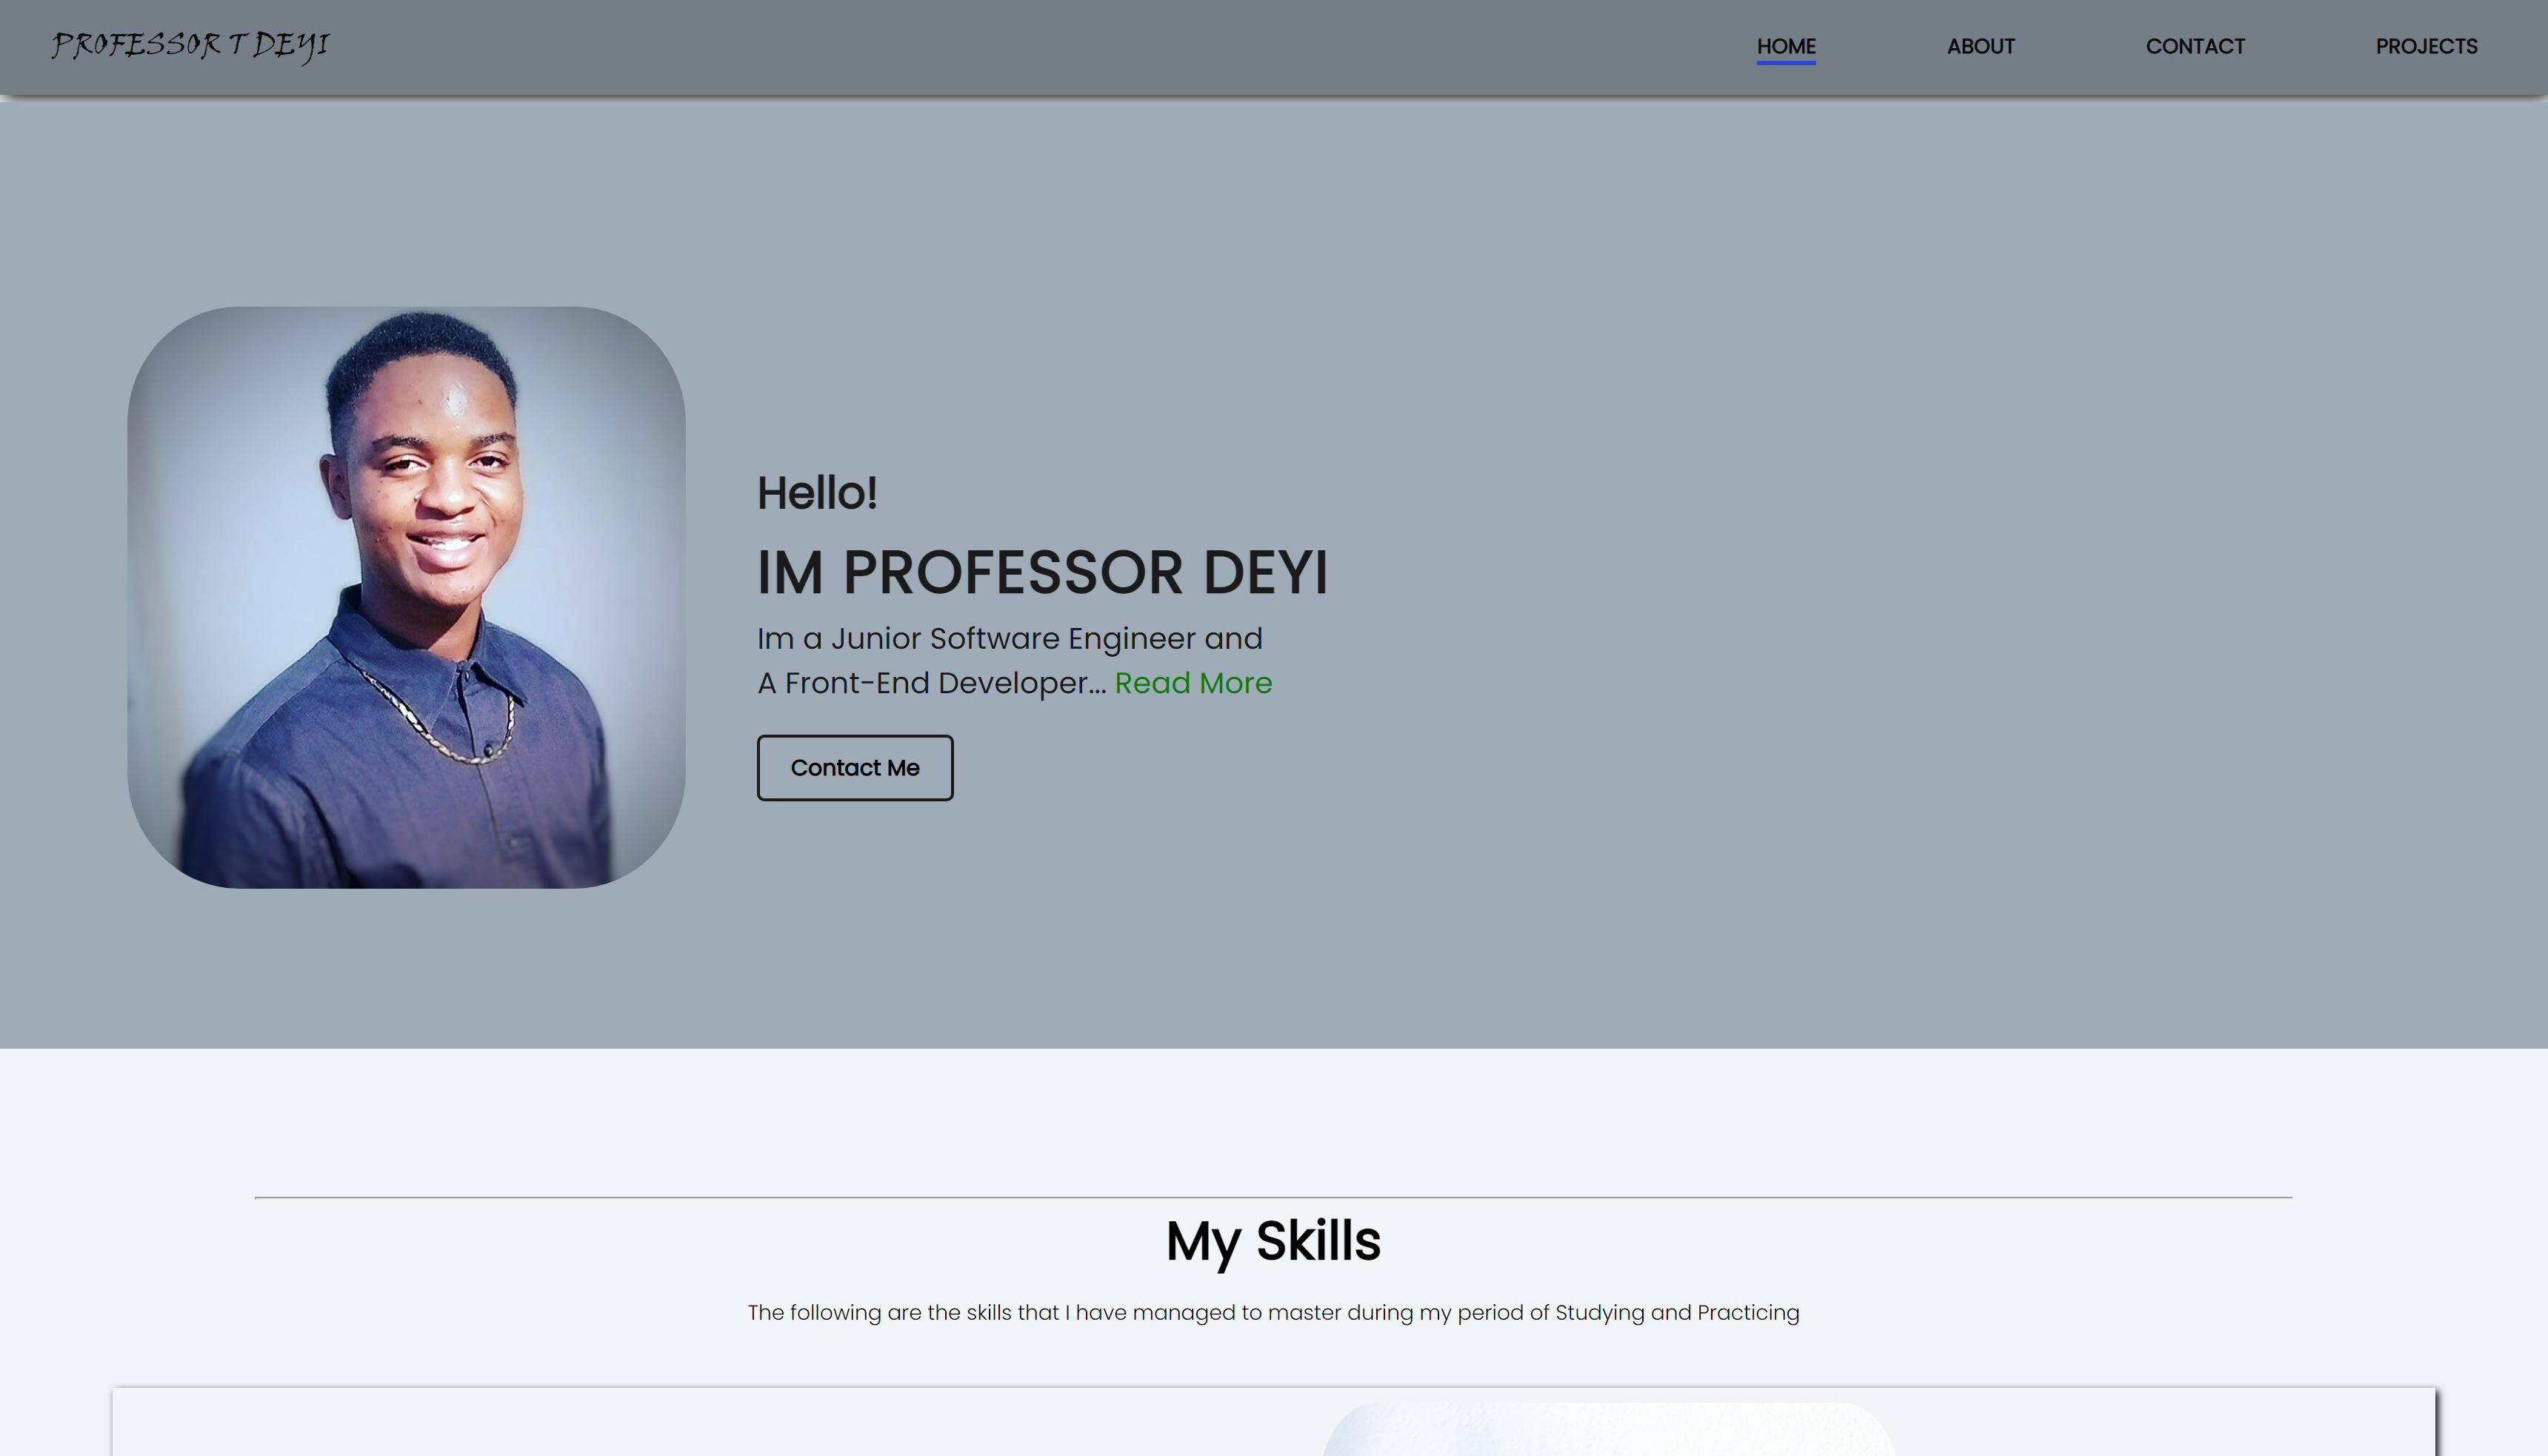 PROFESSOR T DEYI
HOME
ABOUT
CONTACT
PROJECTS
Hello!
IM PROFESSOR DEYI
Im a Junior Software Engineer and
A Front-End Developer... Read More
Contact Me
My Skills
The following are the skills that I have managed to master during my period of Studying and Practicing